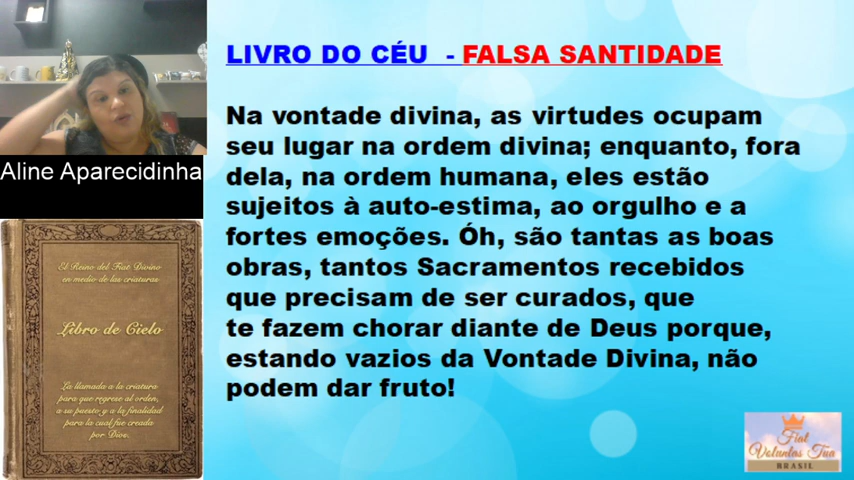 LIVRO DO CÉU - FALSA SANTIDADE
Na vontade divina, as virtudes ocupam
seu lugar na ordem divina; enquanto, fora
dela, na ordem humana, eles estão
sujeitos à auto-estima, ao orgulho e a
fortes emoções. Óh, são tantas as boas
obras, tantos Sacramentos recebidos
que precisam de ser curados, que
te fazem chorar diante de Deus porque,
estando vazios da Vontade Divina, não
podem dar fruto!
Aline Aparecidinha
El Reino del Fiat Divino
en medio de las criaturas
Libro de Cielo
La llamada a la criatura
para que regrese al orden,
a su puesto y a la finalidad
para la cual fue creada
por Dios.
Fiat
Voluntas Tua
BRASIL